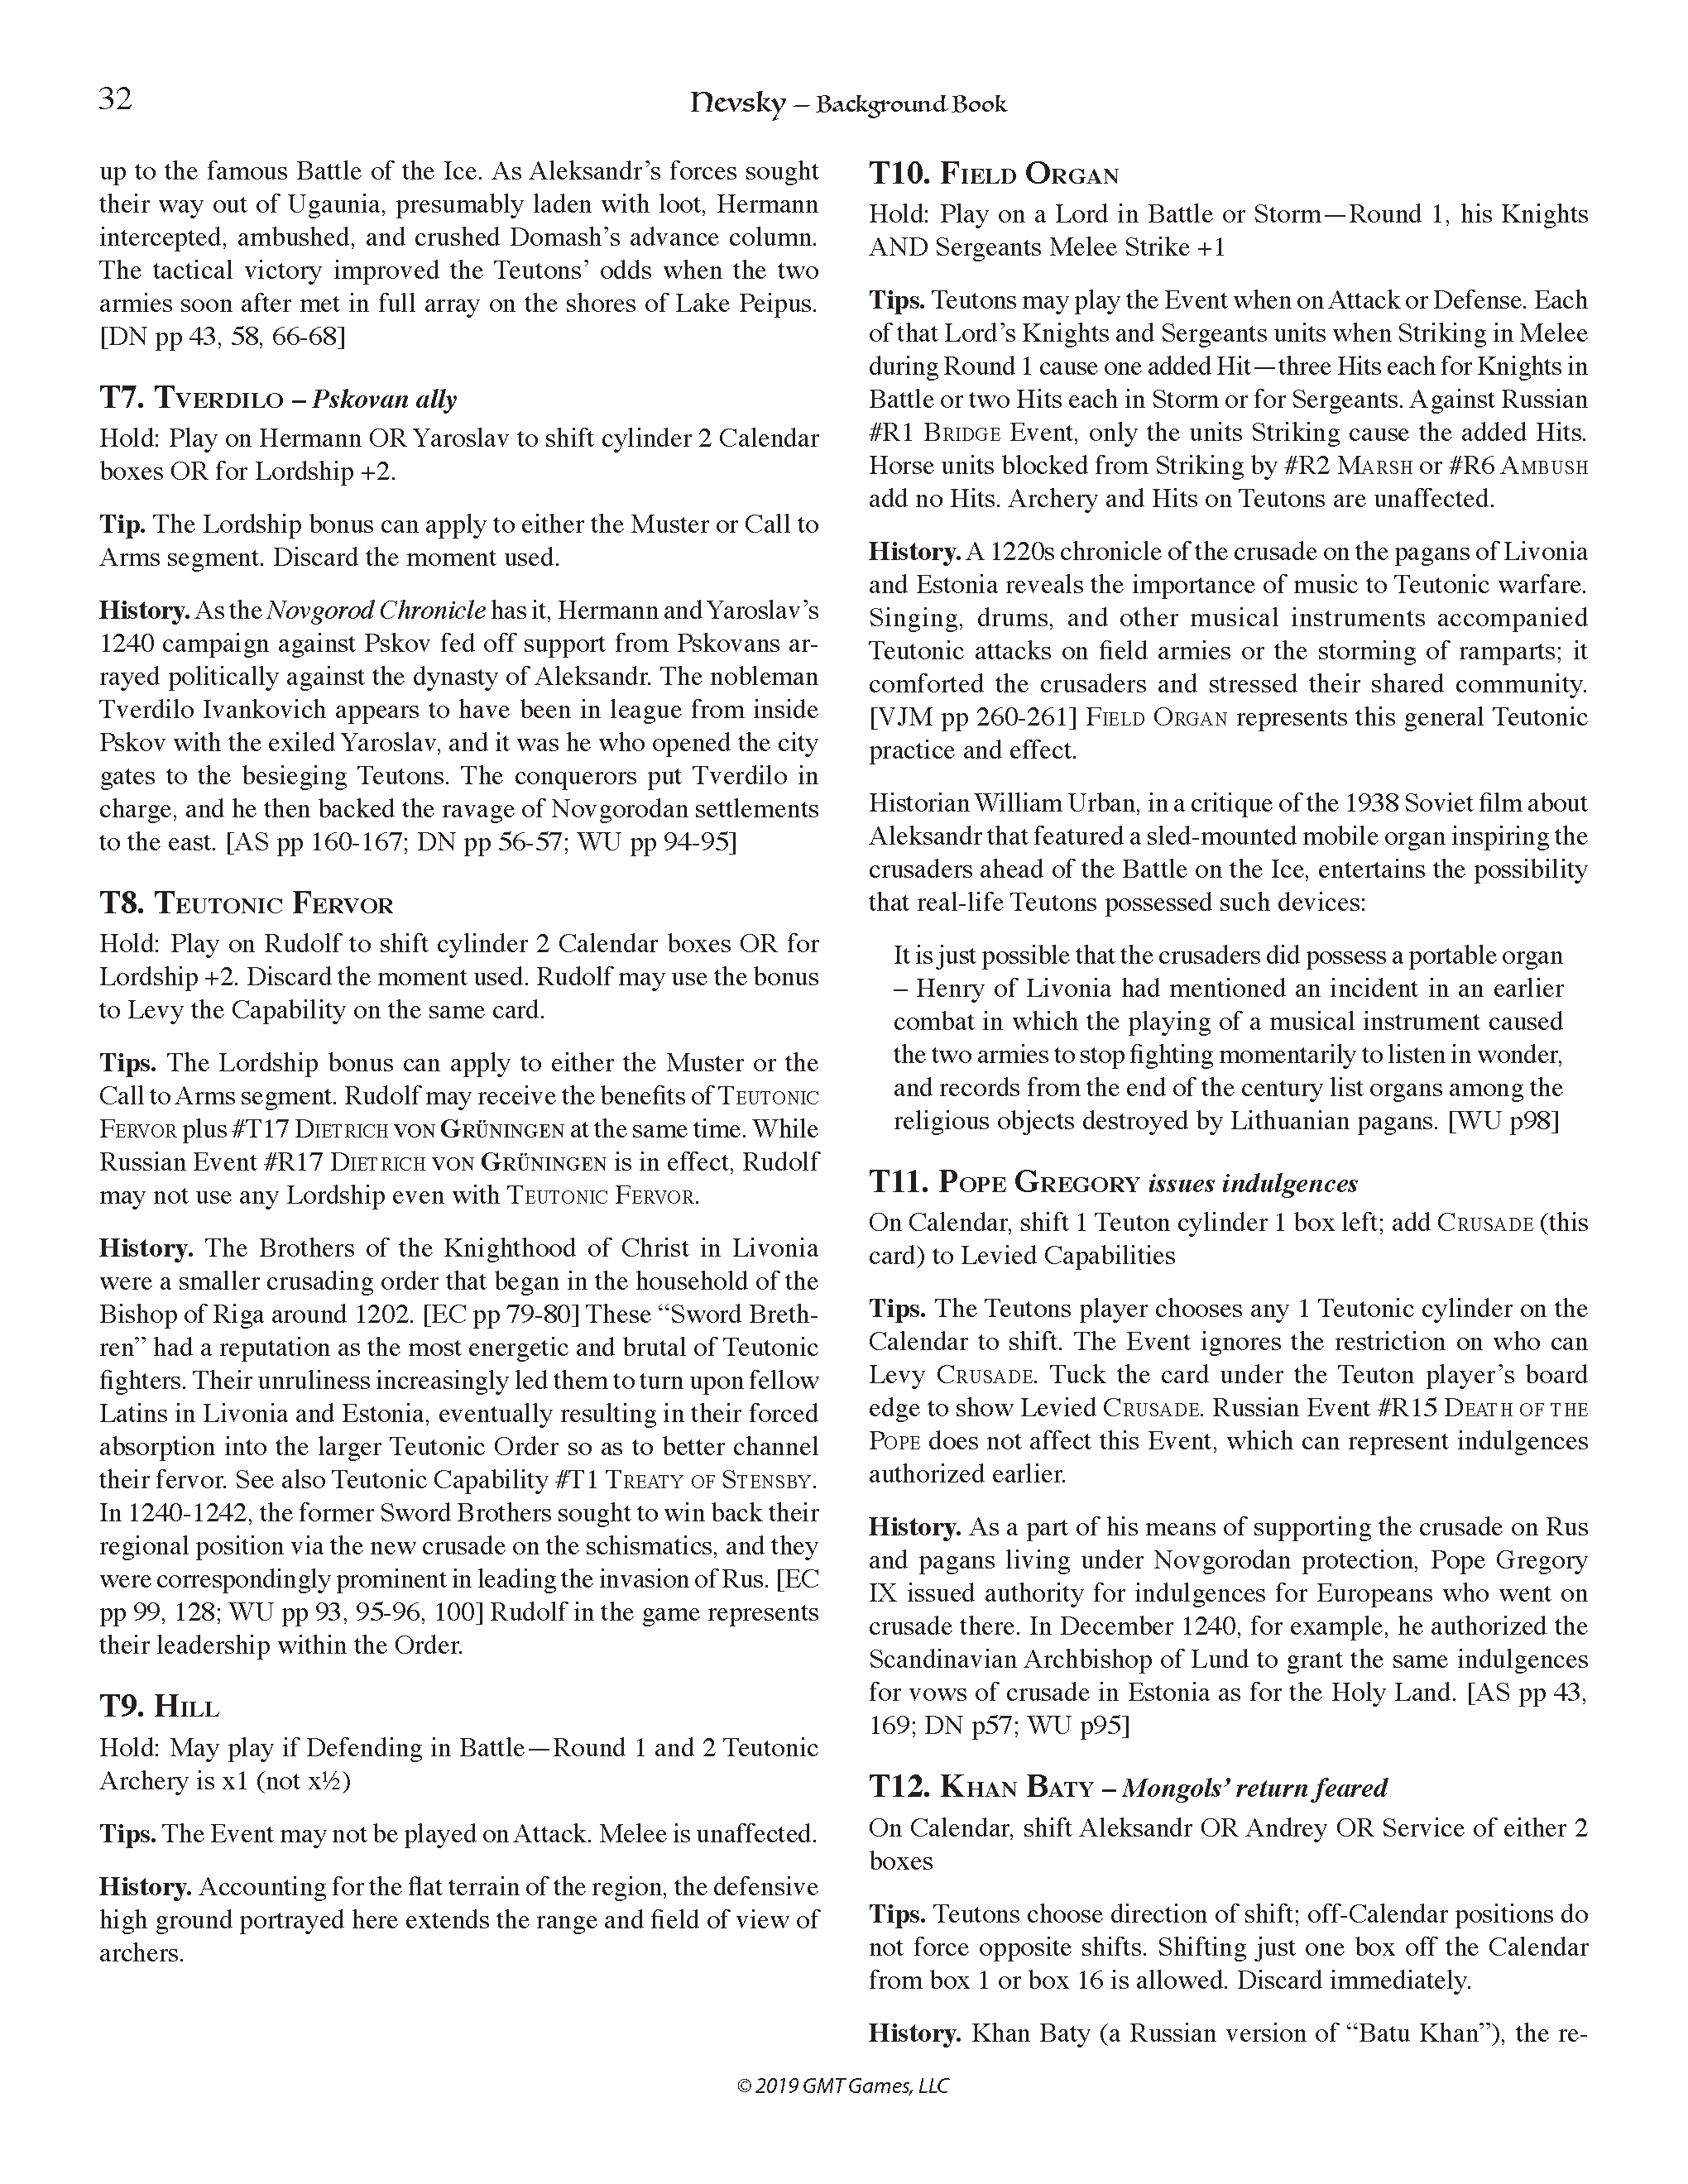 32
Nevsky – Background Book
up to the famous Battle of the Ice. As Aleksandr’s forces sought
their way out of Ugaunia, presumably laden with loot, Hermann
intercepted, ambushed, and crushed Domash’s advance column.
The tactical victory improved the Teutons’ odds when the two
armies soon after met in full array on the shores of Lake Peipus.
[DN pp 43, 58, 66-68]
T7. Tverdilo – Pskovan ally
Hold: Play on Hermann OR Yaroslav to shift cylinder 2 Calendar
boxes OR for Lordship +2.
Tip. The Lordship bonus can apply to either the Muster or Call to
Arms segment. Discard the moment used.
History. As the Novgorod Chronicle has it, Hermann and Yaroslav’s
1240 campaign against Pskov fed off support from Pskovans ar-
rayed politically against the dynasty of Aleksandr. The nobleman
Tverdilo Ivankovich appears to have been in league from inside
Pskov with the exiled Yaroslav, and it was he who opened the city
gates to the besieging Teutons. The conquerors put Tverdilo in
charge, and he then backed the ravage of Novgorodan settlements
to the east. [AS pp 160-167; DN pp 56-57; WU pp 94-95]
T8. Teutonic Fervor
Hold: Play on Rudolf to shift cylinder 2 Calendar boxes OR for
Lordship +2. Discard the moment used. Rudolf may use the bonus
to Levy the Capability on the same card.
Tips. The Lordship bonus can apply to either the Muster or the
Call to Arms segment. Rudolf may receive the benefits of Teutonic
Fervor plus #T17 Dietrich von Grüningen at the same time. While
Russian Event #R17 Dietrich von Grüningen is in effect, Rudolf
may not use any Lordship even with Teutonic Fervor.
History. The Brothers of the Knighthood of Christ in Livonia
were a smaller crusading order that began in the household of the
Bishop of Riga around 1202. [EC pp 79-80] These “Sword Breth-
ren” had a reputation as the most energetic and brutal of Teutonic
fighters. Their unruliness increasingly led them to turn upon fellow
Latins in Livonia and Estonia, eventually resulting in their forced
absorption into the larger Teutonic Order so as to better channel
their fervor. See also Teutonic Capability #T1 Treaty of Stensby.
In 1240-1242, the former Sword Brothers sought to win back their
regional position via the new crusade on the schismatics, and they
were correspondingly prominent in leading the invasion of Rus. [EC
pp 99, 128; WU pp 93, 95-96, 100] Rudolf in the game represents
their leadership within the Order.
T9. Hill
Hold: May play if Defending in Battle—Round 1 and 2 Teutonic
Archery is x1 (not x½)
Tips. The Event may not be played on Attack. Melee is unaffected.
History. Accounting for the flat terrain of the region, the defensive
high ground portrayed here extends the range and field of view of
archers.
T10. Field Organ
Hold: Play on a Lord in Battle or Storm—Round 1, his Knights
AND Sergeants Melee Strike +1
Tips. Teutons may play the Event when on Attack or Defense. Each
of that Lord’s Knights and Sergeants units when Striking in Melee
during Round 1 cause one added Hit—three Hits each for Knights in
Battle or two Hits each in Storm or for Sergeants. Against Russian
#R1 Bridge Event, only the units Striking cause the added Hits.
Horse units blocked from Striking by #R2 Marsh or #R6 Ambush
add no Hits. Archery and Hits on Teutons are unaffected.
History. A 1220s chronicle of the crusade on the pagans of Livonia
and Estonia reveals the importance of music to Teutonic warfare.
Singing, drums, and other musical instruments accompanied
Teutonic attacks on field armies or the storming of ramparts; it
comforted the crusaders and stressed their shared community.
[VJM pp 260-261] Field Organ represents this general Teutonic
practice and effect.
Historian William Urban, in a critique of the 1938 Soviet film about
Aleksandr that featured a sled-mounted mobile organ inspiring the
crusaders ahead of the Battle on the Ice, entertains the possibility
that real-life Teutons possessed such devices:
It is just possible that the crusaders did possess a portable organ
– Henry of Livonia had mentioned an incident in an earlier
combat in which the playing of a musical instrument caused
the two armies to stop fighting momentarily to listen in wonder,
and records from the end of the century list organs among the
religious objects destroyed by Lithuanian pagans. [WU p98]
T11. Pope Gregory issues indulgences
On Calendar, shift 1 Teuton cylinder 1 box left; add Crusade (this
card) to Levied Capabilities
Tips. The Teutons player chooses any 1 Teutonic cylinder on the
Calendar to shift. The Event ignores the restriction on who can
Levy Crusade. Tuck the card under the Teuton player’s board
edge to show Levied Crusade. Russian Event #R15 Death of the
Pope does not affect this Event, which can represent indulgences
authorized earlier.
History. As a part of his means of supporting the crusade on Rus
and pagans living under Novgorodan protection, Pope Gregory
IX issued authority for indulgences for Europeans who went on
crusade there. In December 1240, for example, he authorized the
Scandinavian Archbishop of Lund to grant the same indulgences
for vows of crusade in Estonia as for the Holy Land. [AS pp 43,
169; DN p57; WU p95]
T12. Khan Baty – Mongols’ return feared
On Calendar, shift Aleksandr OR Andrey OR Service of either 2
boxes
Tips. Teutons choose direction of shift; off-Calendar positions do
not force opposite shifts. Shifting just one box off the Calendar
from box 1 or box 16 is allowed. Discard immediately.
History. Khan Baty (a Russian version of “Batu Khan”), the re-
© 2019 GMT Games, LLC